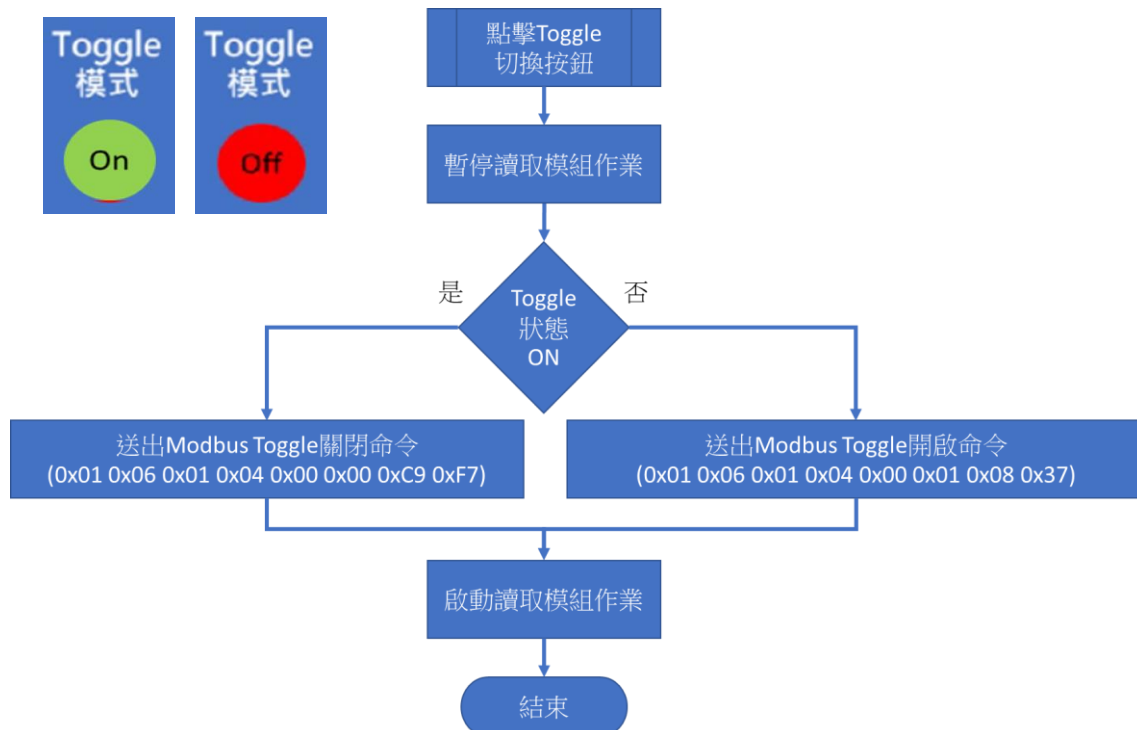 Toggle
模式
On
Toggle
模式
Off
點擊Toggle
切換按鈕
暫停讀取模組作業
Toggle
狀態
ON
是
否
送出Modbus Toggle關閉命令
(0x01 0x06 0x01 0x04 0x00 0x00 0xC9 0xF7)
送出Modbus Toggle開啟命令
(0x01 0x06 0x01 0x04 0x00 0x01 0x08 0x37)
啟動讀取模組作業
結束